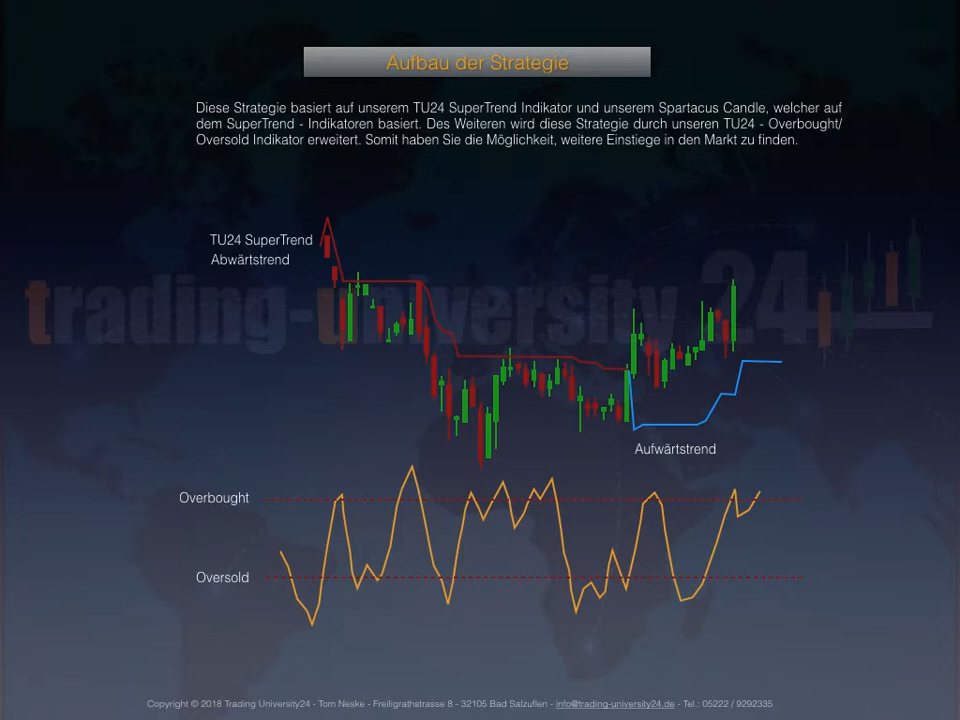 Aufbau der Strategie
Diese Strategie basiert auf unserem TU24 SuperTrend Indikator und unserem Spartacus Candle, welcher auf
dem SuperTrend - Indikatoren basiert. Des Weiteren wird diese Strategie durch unseren TU24 - Overbought/
Oversold Indikator erweitert. Somit haben Sie die Möglichkeit, weitere Einstiege in den Markt zu finden.
TU24 SuperTrend
Abwärtstrend
trading-university 24
Aufwärtstrend
Overbought
Oversold
Copyright © 2018 Trading University24 - Tom Neske - Freiligrathstrasse 8 - 32105 Bad Salzuflen - info@trading-university24.de - Tel.: 05222 / 9292335